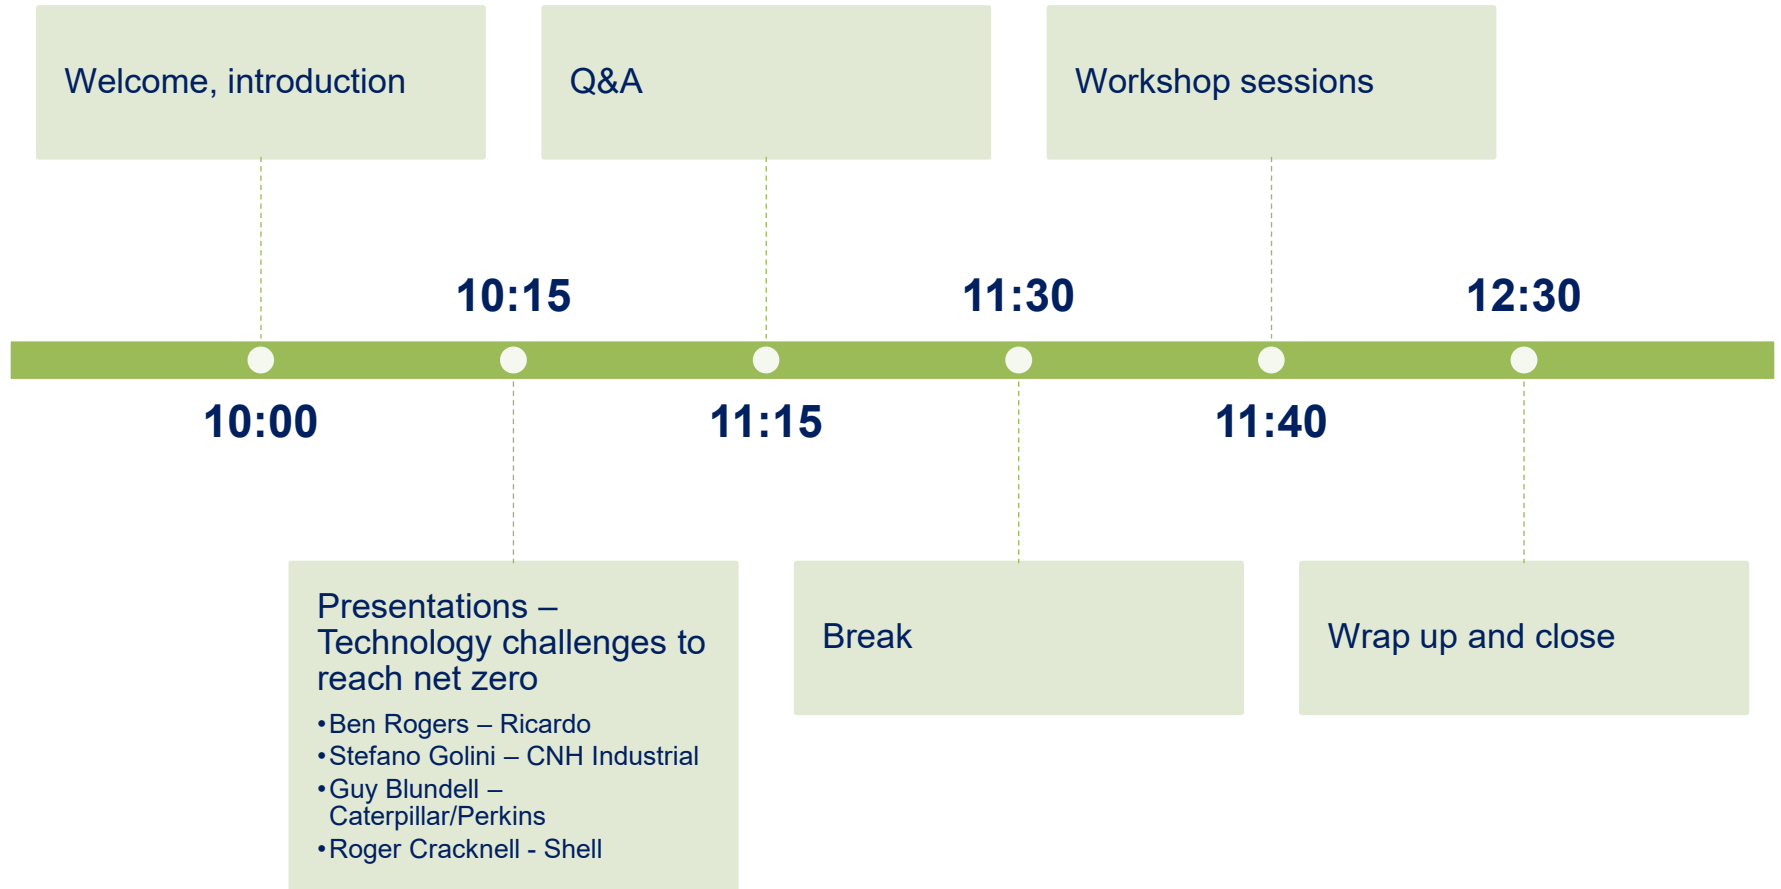 Welcome, introduction
Q&A
Workshop sessions
10:15
11:30
12:30
10:00
11:15
11:40
Presentations –
Technology challenges to
reach net zero
•Ben Rogers – Ricardo
•Stefano Golini – CNH Industrial
•Guy Blundell –
Caterpillar/Perkins
•Roger Cracknell - Shell
Break
Wrap up and close